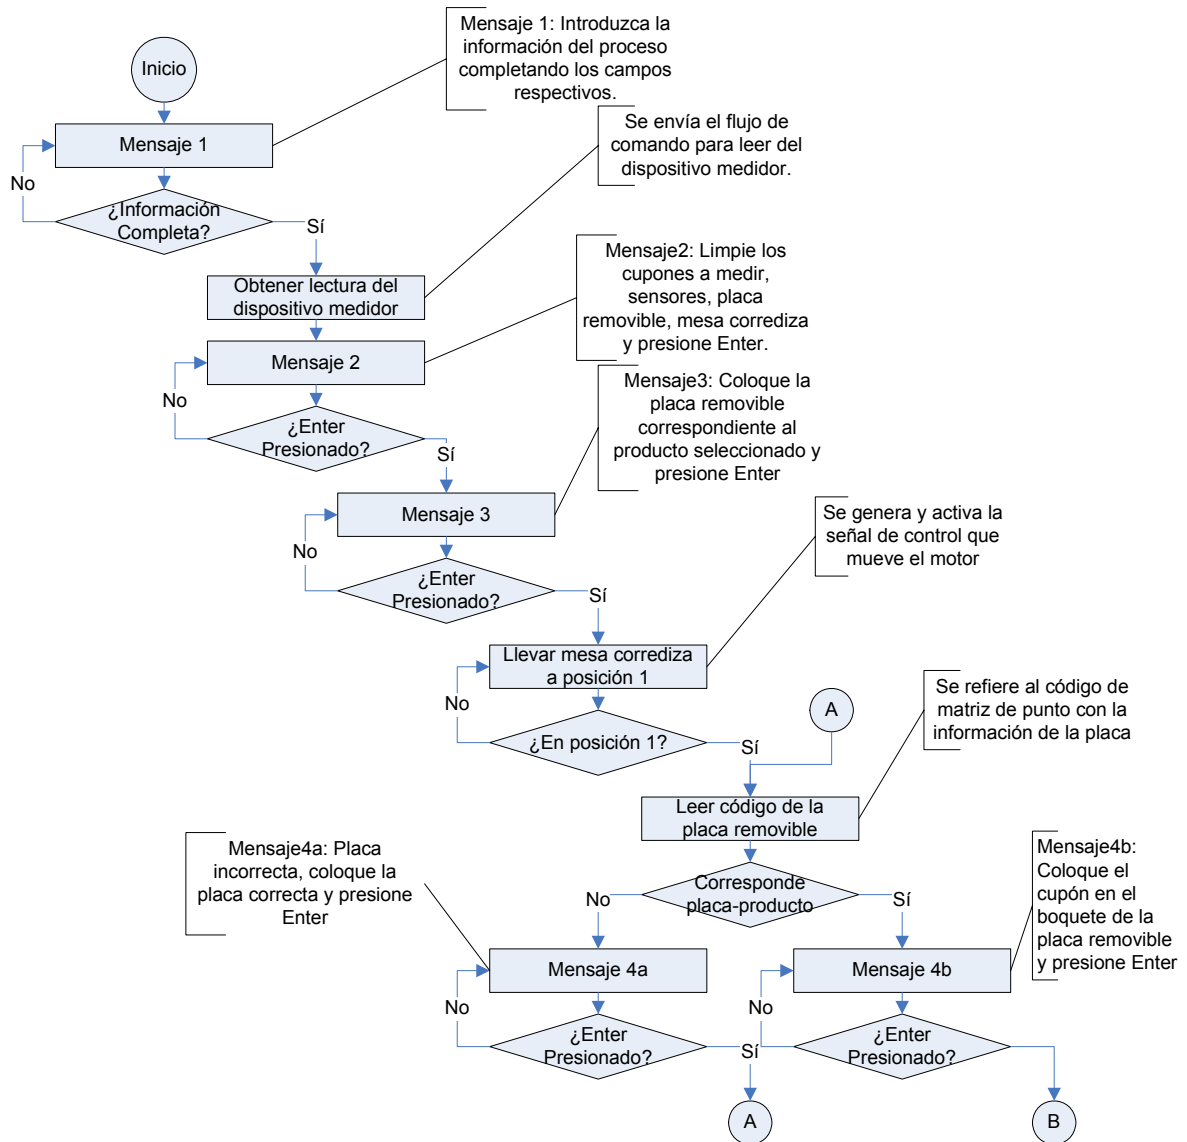 Mensaje 1: Introduzca la
información del proceso
completando los campos
respectivos.
Inicio
Se envía el flujo de
comando para leer del
dispositivo medidor.
Mensaje 1
No
¿Información
Completa?
Sí
Mensaje2: Limpie los
cupones a medir,
sensores, placa
removible, mesa corrediza
y presione Enter.
Obtener lectura del
dispositivo medidor
Mensaje 2
No
Mensaje3: Coloque la
placa removible
correspondiente al
producto seleccionado y
presione Enter
¿Enter
Presionado?
Sí
Mensaje 3
Se genera y activa la
señal de control que
mueve el motor
No
¿Enter
Presionado?
Sí
Llevar mesa corrediza
a posición 1
Se refiere al código de
matriz de punto con la
información de la placa
No
A
¿En posición 1?
Sí
Leer código de la
placa removible
Mensaje4a: Placa
incorrecta, coloque la
placa correcta y presione
Enter
Mensaje4b:
Coloque el
cupón en el
boquete de la
placa removible
y presione Enter
Corresponde
placa-producto
No
Sí
Mensaje 4a
Mensaje 4b
No
No
¿Enter
Presionado?
Sí
¿Enter
Presionado?
A
B